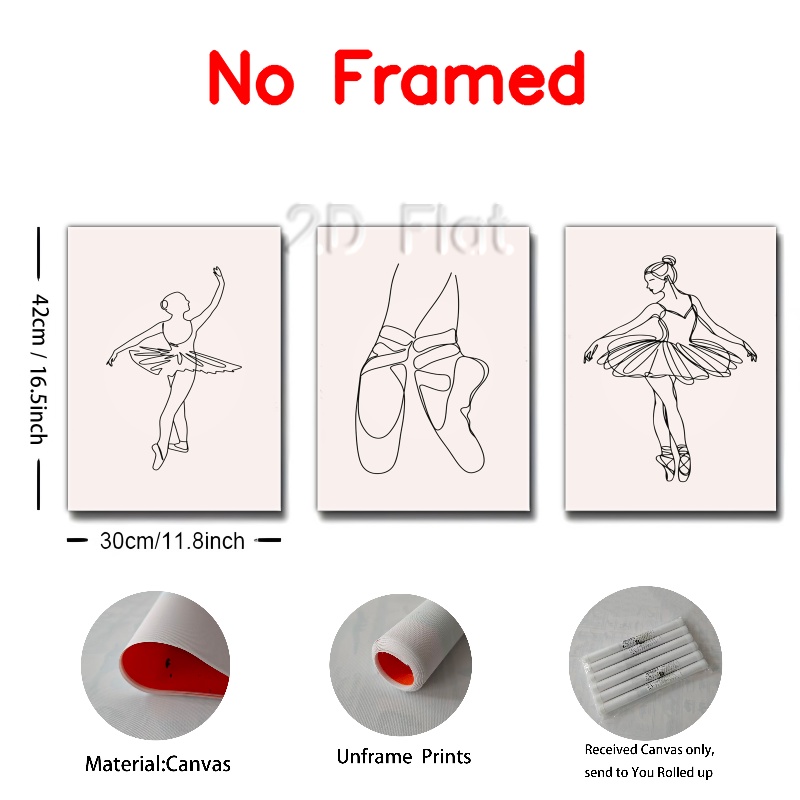 No Framed
2D Flat
42cm / 16.5inch
30cm/11.8inch
Material:Canvas
Unframe Prints
Received Canvas only,
send to You Rolled up